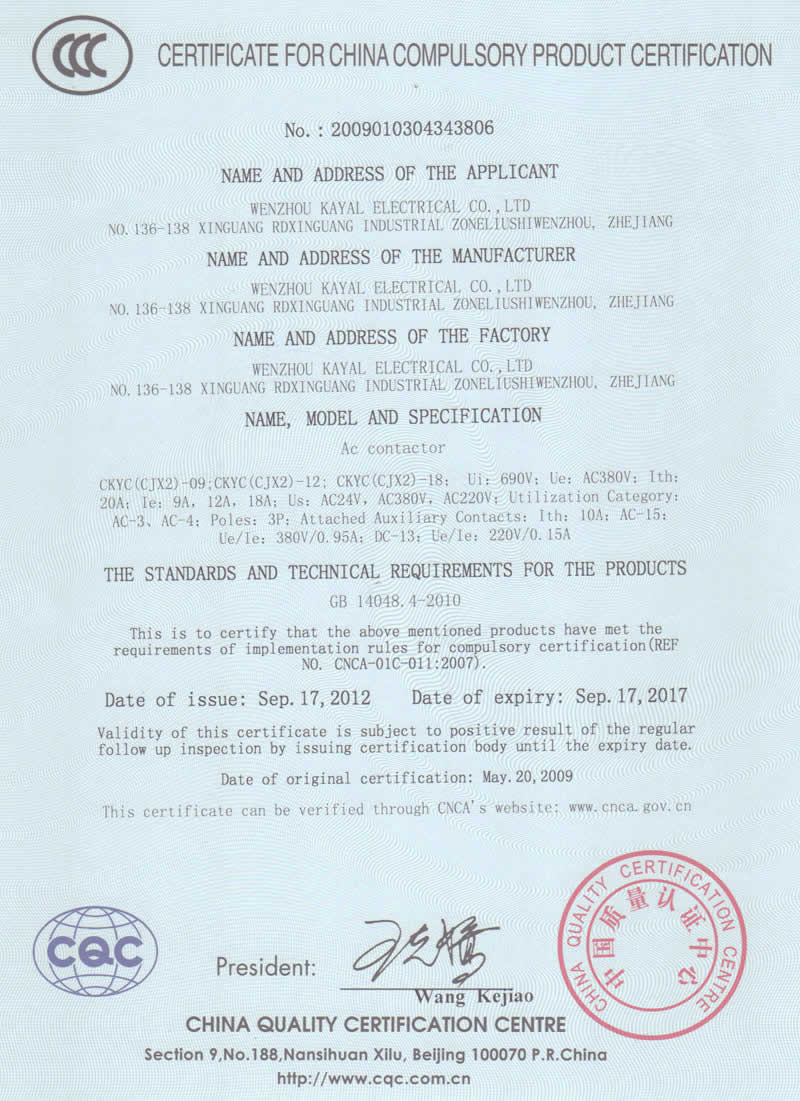 CCC
CERTIFICATE FOR CHINA COMPULSORY PRODUCT CERTIFICATION
No.: 2009010304343806
NAME AND ADDRESS OF THE APPLICANT
WENZHOU KAYAL ELECTRICAL CO.,LTD
NO.136-138 XINGUANG RDXINGUANG INDUSTRIAL ZONELIUSHIWENZHOU, ZHEJIANG
NAME AND ADDRESS OF THE MANUFACTURER
WENZHOU KAYAL ELECTRICAL CO.,LTD
NO.136-138 XINGUANG RDXINGUANG INDUSTRIAL ZONELIUSHIWENZHOU, ZHEJIANG
NAME AND ADDRESS OF THE FACTORY
WENZHOU KAYAL ELECTRICAL CO.,LTD
NO.136-138 XINGUANG RDXINGUANG INDUSTRIAL ZONELIUSHIWENZHOU, ZHEJIANG
NAME, MODEL AND SPECIFICATION
Ac contactor
CKYC(CJX2)-09;CKYC(CJX2)-12; CKYC(CJX2)-18; Ui: 690V; Ue: AC380V; Ith:
20A; Ie: 9A, 12A, 18A; Us: AC24V, AC380V, AC220V; Utilization Category:
AC-3、AC-4; Poles: 3P; Attached Auxiliary Contacts: Ith: 10A; AC-15:
Ue/Ie: 380V/0.95A; DC-13: Ue/Ie: 220V/0.15A
THE STANDARDS AND TECHNICAL REQUIREMENTS FOR THE PRODUCTS
GB 14048.4-2010
This is to certify that the above mentioned products have met the
requirements of implementation rules for compulsory certification(REF
NO. CNCA-01C-011:2007).
Date of issue: Sep.17,2012 Date of expiry: Sep.17,2017
Validity of this certificate is subject to positive result of the regular
follow up inspection by issuing certification body until the expiry date.
Date of original certification: May.20,2009
This certificate can be verified through CNCA's website: www.cnca.gov.cn
CHINA QUALITY CERTIFICATION CENTRE
中国质量认证中心
CQC
President:
Wang Kejiao
CHINA QUALITY CERTIFICATION CENTRE
Section 9,No.188,Nansihuan Xilu, Beijing 100070 P.R.China
http://www.cqc.com.cn